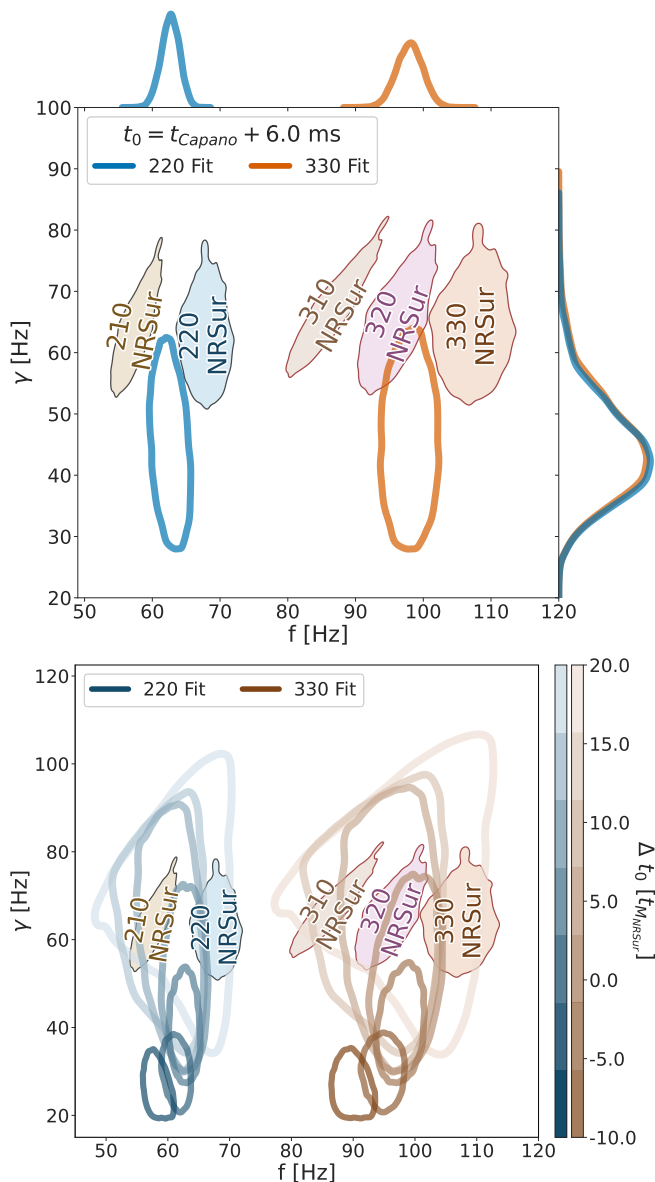 t₀ = t_Capano + 6.0 ms
220 Fit 330 Fit
100
90
80
70
60
50
40
30
20
γ [Hz]
210 NRSur
220 NRSur
310 NRSur
320 NRSur
330 NRSur
50 60 70 80 90 100 110 120
f [Hz]
220 Fit 330 Fit
120
100
80
60
40
20
γ [Hz]
210 NRSur
220 NRSur
310 NRSur
320 NRSur
330 NRSur
50 60 70 80 90 100 110 120
f [Hz]
20.0
15.0
10.0
5.0
0.0
-5.0
-10.0
Δ t₀ [t_M_NRSur]